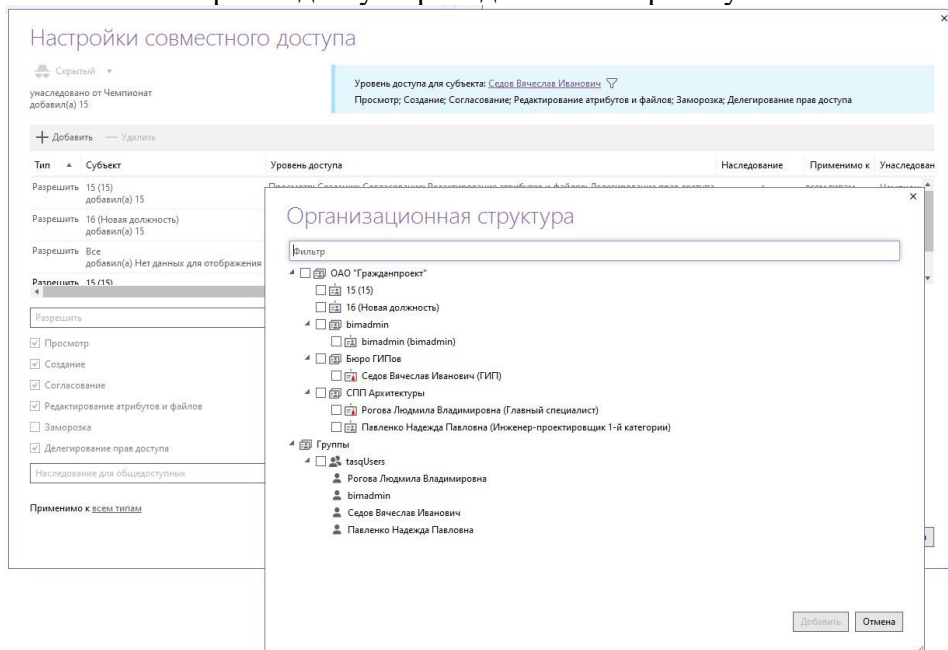 Настройки совместного доступа
Скрытый
унаследовано от Чемпионат
добавил(а) 15
Уровень доступа для субъекта: Седов Вячеслав Иванович
Просмотр; Создание; Согласование; Редактирование атрибутов и файлов; Заморозка; Делегирование прав доступа
Добавить — Удалить
Тип Субъект Уровень доступа Наследование Применимо к Унаследован
Разрешить 15 (15)
добавил(а) 15
Разрешить 16 (Новая должность)
добавил(а) 15
Разрешить Все
добавил(а) Нет данных для отображения
Разрешить 15 (15)
Разрешить
Просмотр
Создание
Согласование
Редактирование атрибутов и файлов
Заморозка
Делегирование прав доступа
Наследование для общедоступных
Применимо к всем типам
Организационная структура
Фильтр
ОАО "Гражданпроект"
15 (15)
16 (Новая должность)
bimadmin
bimadmin (bimadmin)
Бюро ГИПов
Седов Вячеслав Иванович (ГИП)
СПП Архитектуры
Рогова Людмила Владимировна (Главный специалист)
Павленко Надежда Павловна (Инженер-проектировщик 1-й категории)
Группы
tasqUsers
Рогова Людмила Владимировна
bimadmin
Седов Вячеслав Иванович
Павленко Надежда Павловна
Добавить Отмена